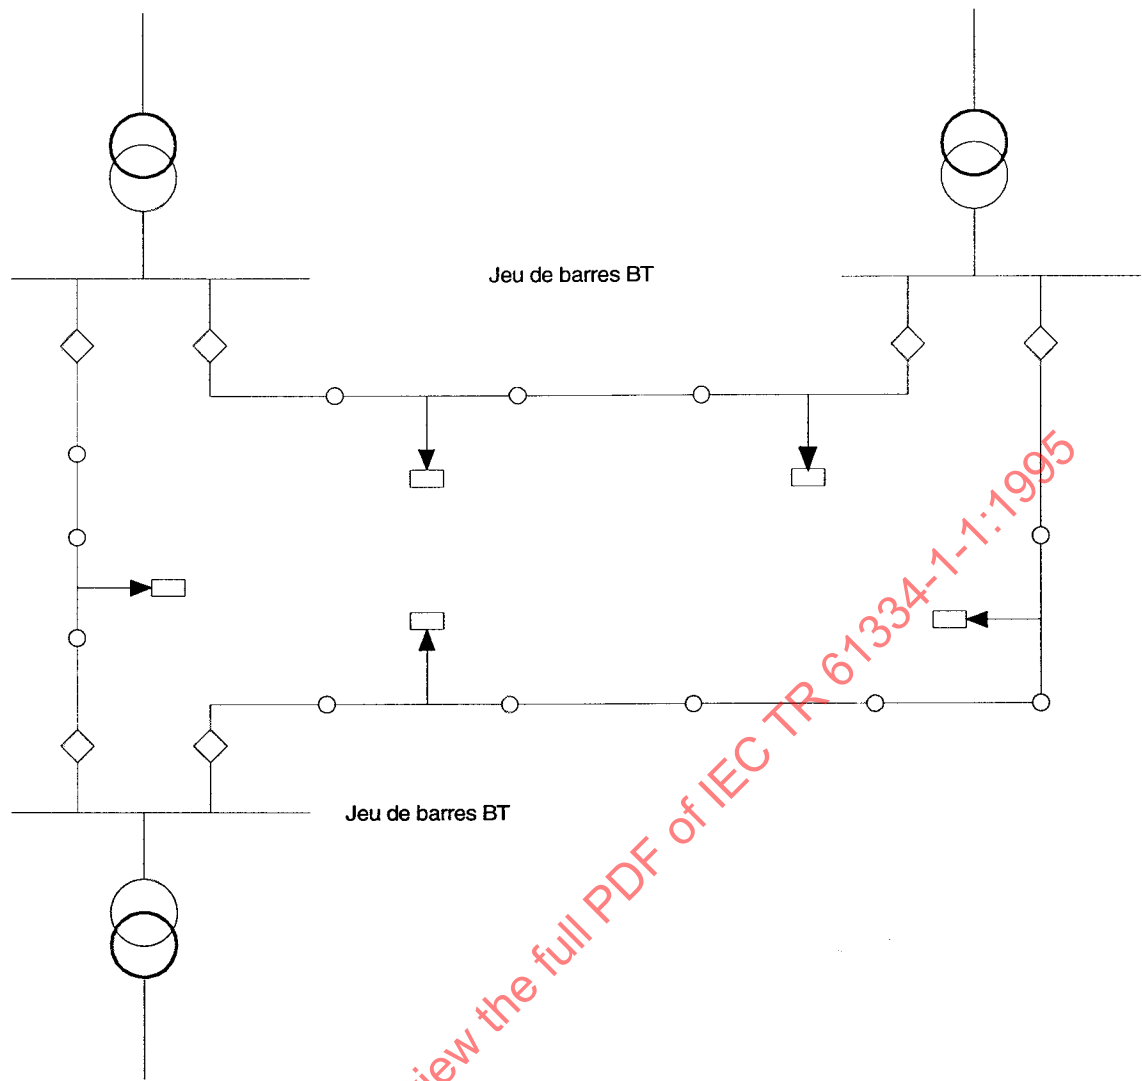 Jeu de barres BT
Jeu de barres BT
iew the full PDF of IEC TR 61334-1-1:1995